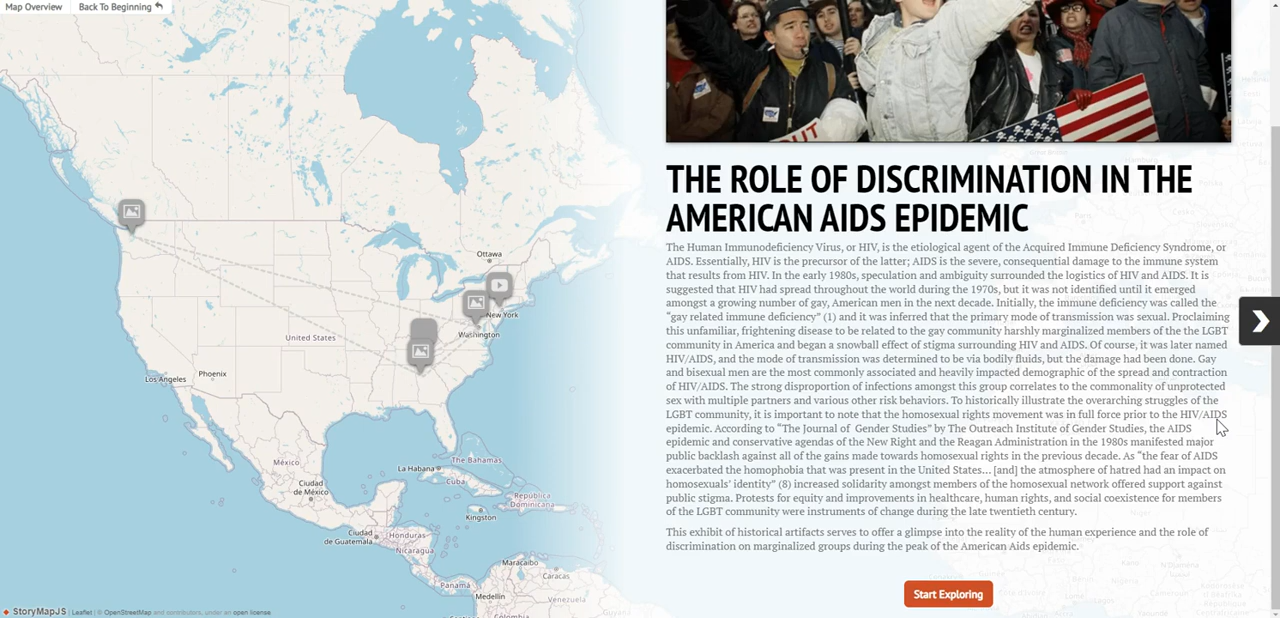 Map Overview
Back To Beginning
UT
THE ROLE OF DISCRIMINATION IN THE
AMERICAN AIDS EPIDEMIC
The Human Immunodeficiency Virus, or HIV, is the etiological agent of the Acquired Immune Deficiency Syndrome, or
AIDS. Essentially, HIV is the precursor of the latter; AIDS is the severe, consequential damage to the immune system
that results from HIV. In the early 1980s, speculation and ambiguity surrounded the logistics of HIV and AIDS. It is
suggested that HIV had spread throughout the world during the 1970s, but it was not identified until it emerged
amongst a growing number of gay, American men in the next decade. Initially, the immune deficiency was called the
“gay related immune deficiency” (1) and it was inferred that the primary mode of transmission was sexual. Proclaiming
this unfamiliar, frightening disease to be related to the gay community harshly marginalized members of the the LGBT
community in America and began a snowball effect of stigma surrounding HIV and AIDS. Of course, it was later named
HIV/AIDS, and the mode of transmission was determined to be via bodily fluids, but the damage had been done. Gay
and bisexual men are the most commonly associated and heavily impacted demographic of the spread and contraction
of HIV/AIDS. The strong disproportion of infections amongst this group correlates to the commonality of unprotected
sex with multiple partners and various other risk behaviors. To historically illustrate the overarching struggles of the
LGBT community, it is important to note that the homosexual rights movement was in full force prior to the HIV/AIDS
epidemic. According to “The Journal of Gender Studies” by The Outreach Institute of Gender Studies, the AIDS
epidemic and conservative agendas of the New Right and the Reagan Administration in the 1980s manifested major
public backlash against all of the gains made towards homosexual rights in the previous decade. As “the fear of AIDS
exacerbated the homophobia that was present in the United States... [and] the atmosphere of hatred had an impact on
homosexuals’ identity” (8) increased solidarity amongst members of the homosexual network offered support against
public stigma. Protests for equity and improvements in healthcare, human rights, and social coexistence for members
of the LGBT community were instruments of change during the late twentieth century.
This exhibit of historical artifacts serves to offer a glimpse into the reality of the human experience and the role of
discrimination on marginalized groups during the peak of the American Aids epidemic.
Start Exploring
Ottawa
New York
Washington
United States
Phoenix
Los Angeles
México
Ciudad
de México
La Habana
The Bahamas
Cuba
Republica
Dominicana
Kingston
Ciudad
de Guatemala
Honduras
Nicaragua
Maracaibo
Caracas
Panamá
Medellín
Venezuela
Guyana
StoryMapJS | Leaflet | © OpenStreetMap and contributors, under an open license